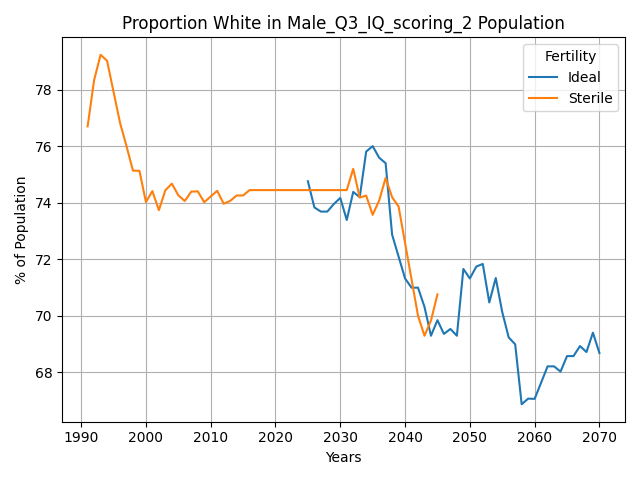 Proportion White in Male_Q3_IQ_scoring_2 Population
Fertility
Ideal
Sterile
% of Population
78
76
74
72
70
68
1990 2000 2010 2020 2030 2040 2050 2060 2070
Years